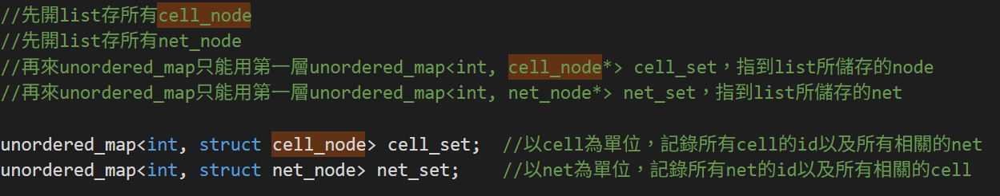 //先開list存所有cell_node
//先開list存所有net_node
//再來unordered_map只能用第一層unordered_map<int, cell_node*> cell_set，指到list所儲存的node
//再來unordered_map只能用第一層unordered_map<int, net_node*> net_set，指到list所儲存的net
unordered_map<int, struct cell_node> cell_set;  //以cell為單位，記錄所有cell的id以及所有相關的net
unordered_map<int, struct net_node> net_set;    //以net為單位，記錄所有net的id以及所有相關的cell